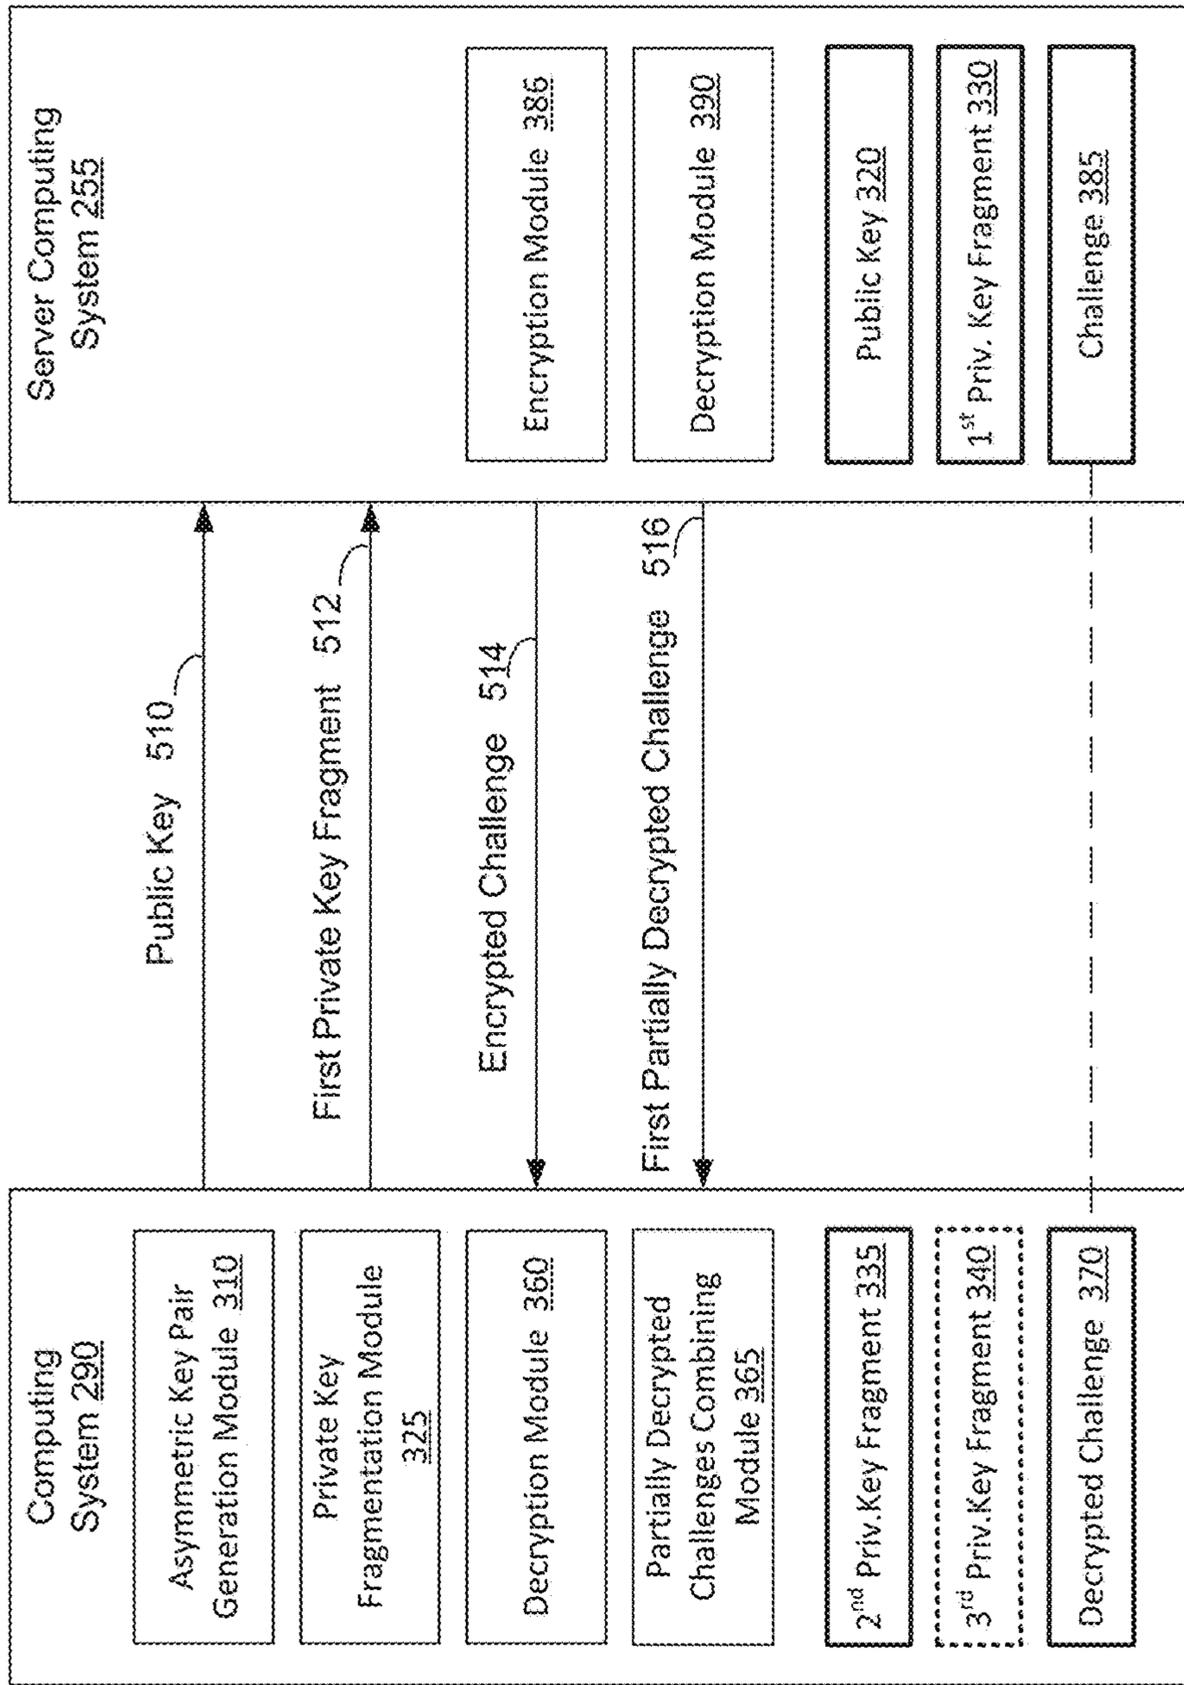 Computing
System 290
Asymmetric Key Pair
Generation Module 310
Private Key
Fragmentation Module
325
Decryption Module 360
Partially Decrypted
Challenges Combining
Module 365
2nd Priv.Key Fragment 335
3rd Priv.Key Fragment 340
Decrypted Challenge 370
Public Key 510
First Private Key Fragment 512
Encrypted Challenge 514
First Partially Decrypted Challenge 516
Server Computing
System 255
Encryption Module 386
Decryption Module 390
Public Key 320
1st Priv. Key Fragment 330
Challenge 385